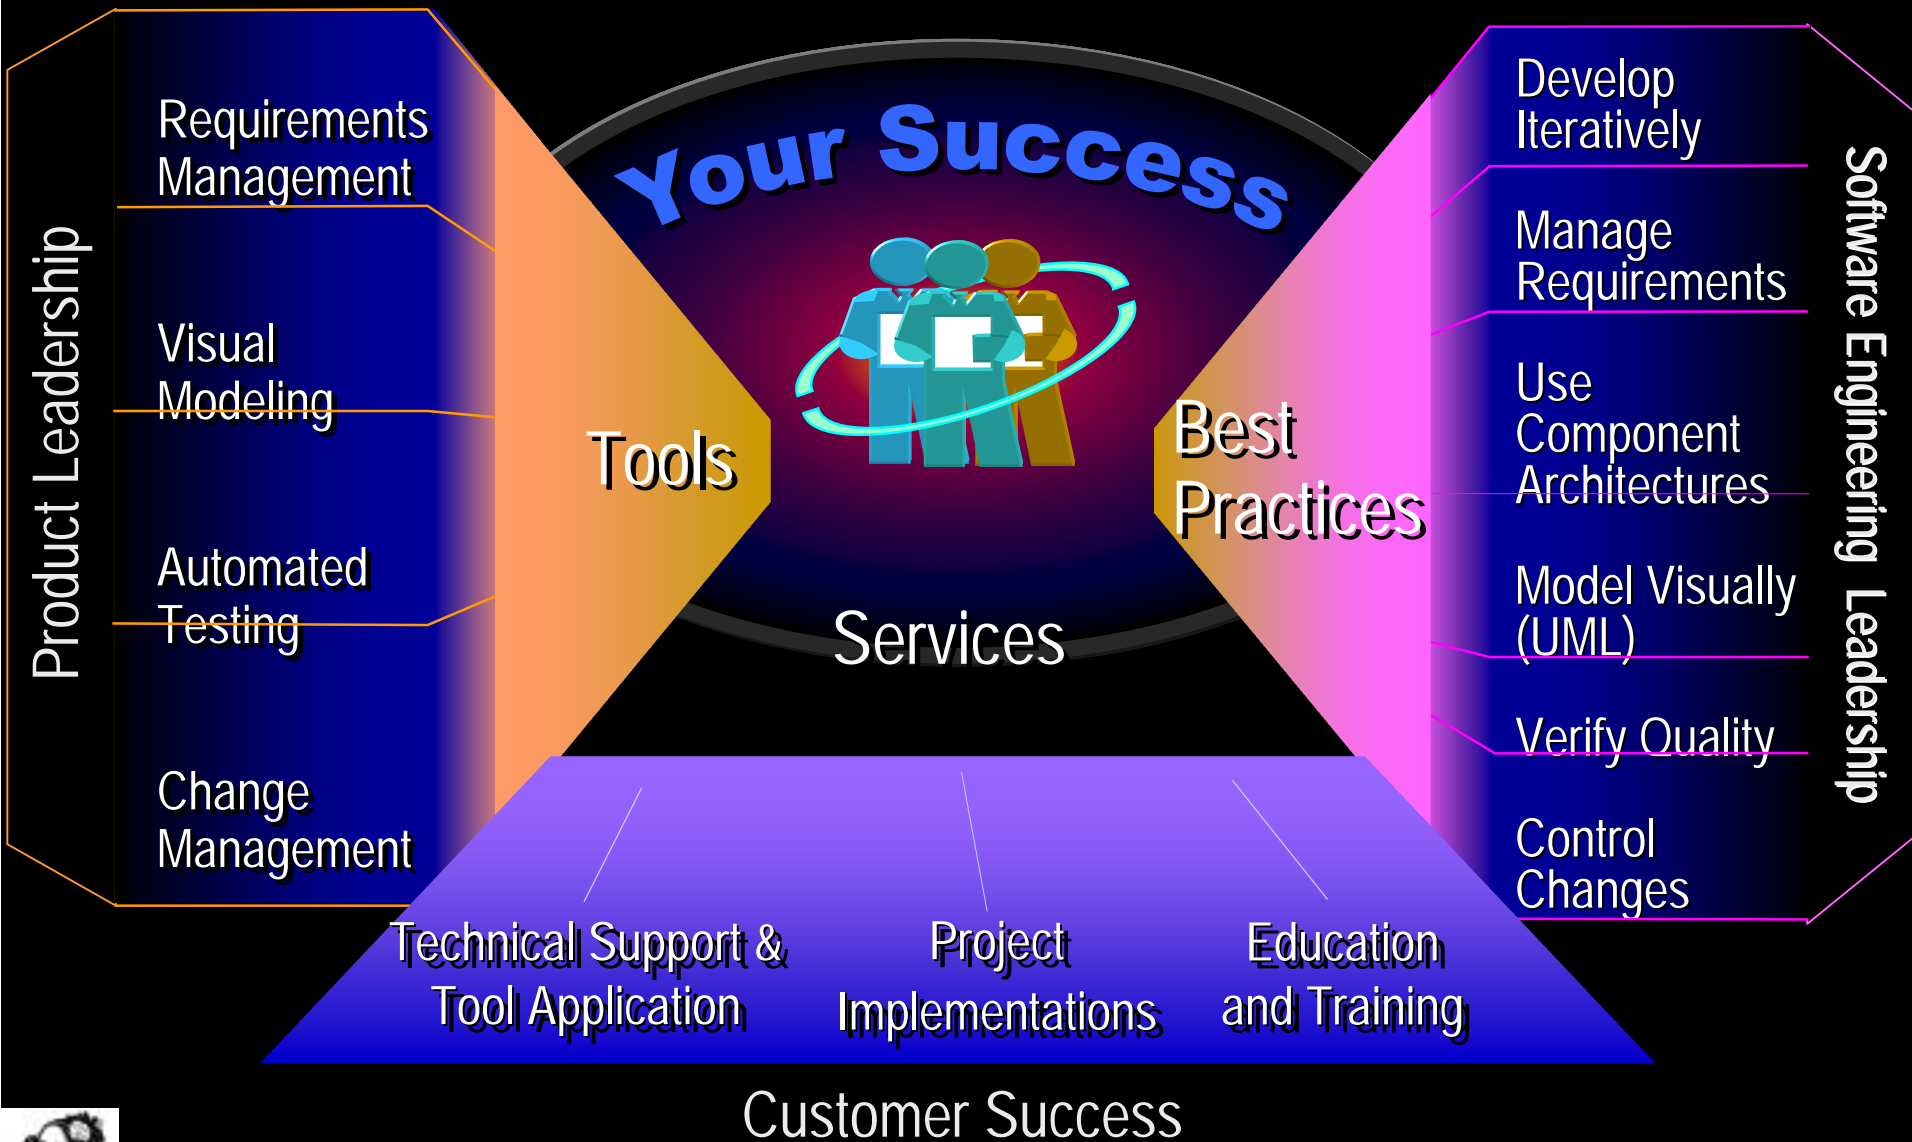 Your Success
Product Leadership
Requirements
Management
Visual
Modeling
Automated
Testing
Change
Management
Tools
Services
Best
Practices
Develop
Iteratively
Manage
Requirements
Use
Component
Architectures
Model Visually
(UML)
Verify Quality
Control
Changes
Software Engineering Leadership
Technical Support &
Tool Application
Project
Implementations
Education
and Training
Customer Success